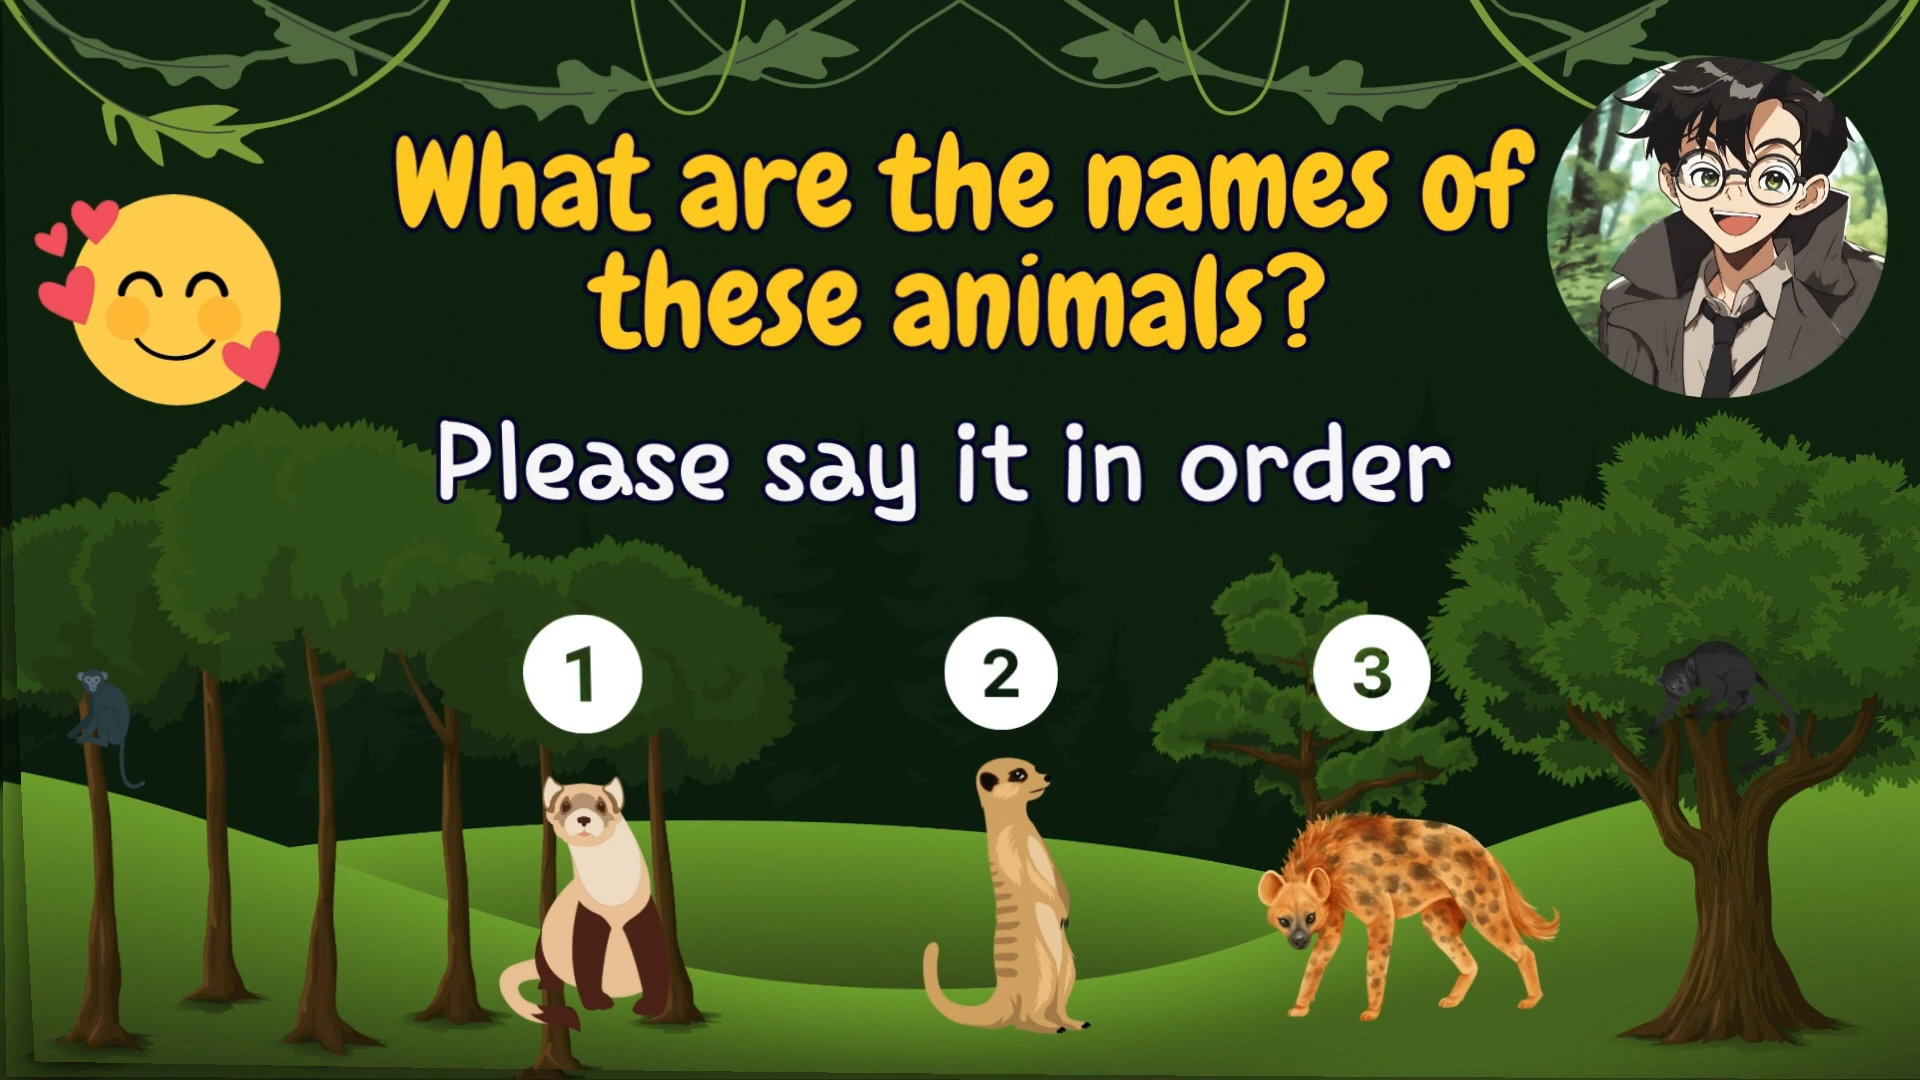 What are the names of
these animals?
Please say it in order
1
2
3